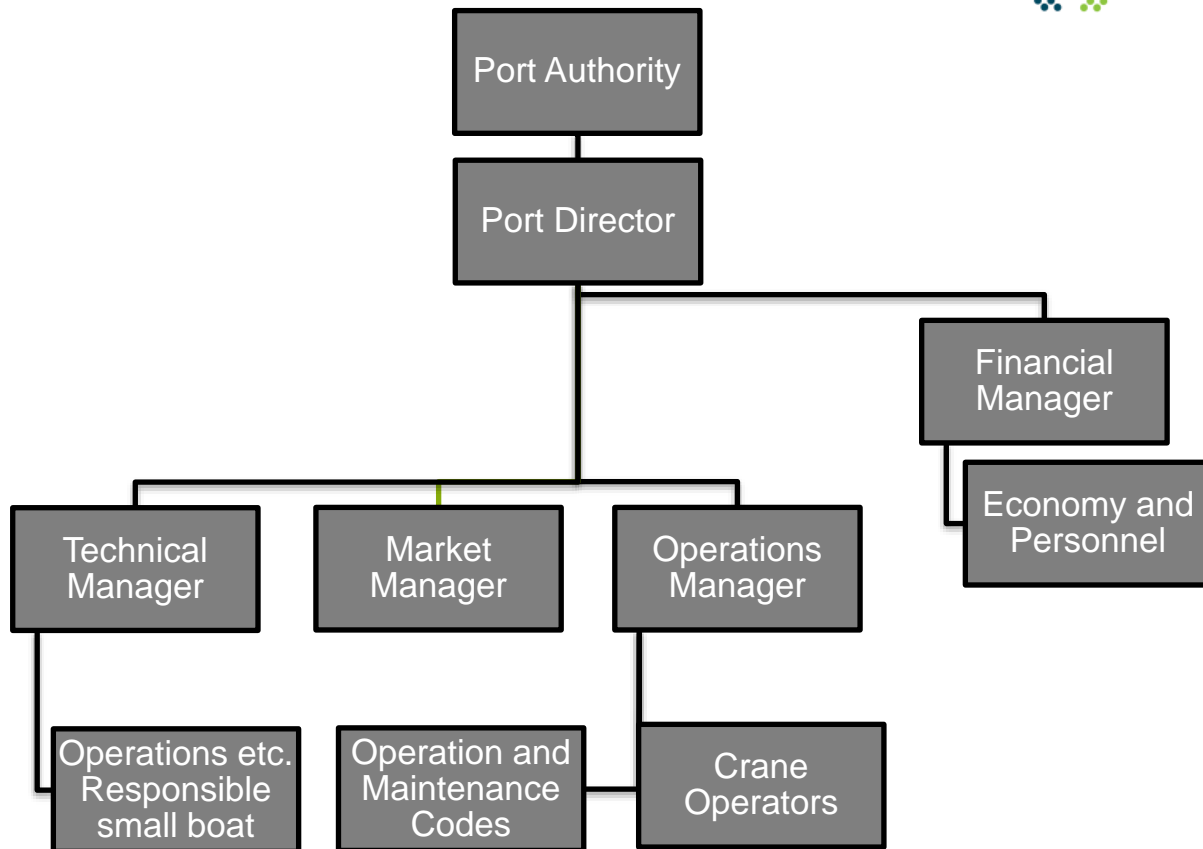 Port Authority
Port Director
Financial
Manager
Economy and
Personnel
Technical
Manager
Market
Manager
Operations
Manager
Operations etc.
Responsible
small boat
Operation and
Maintenance
Codes
Crane
Operators